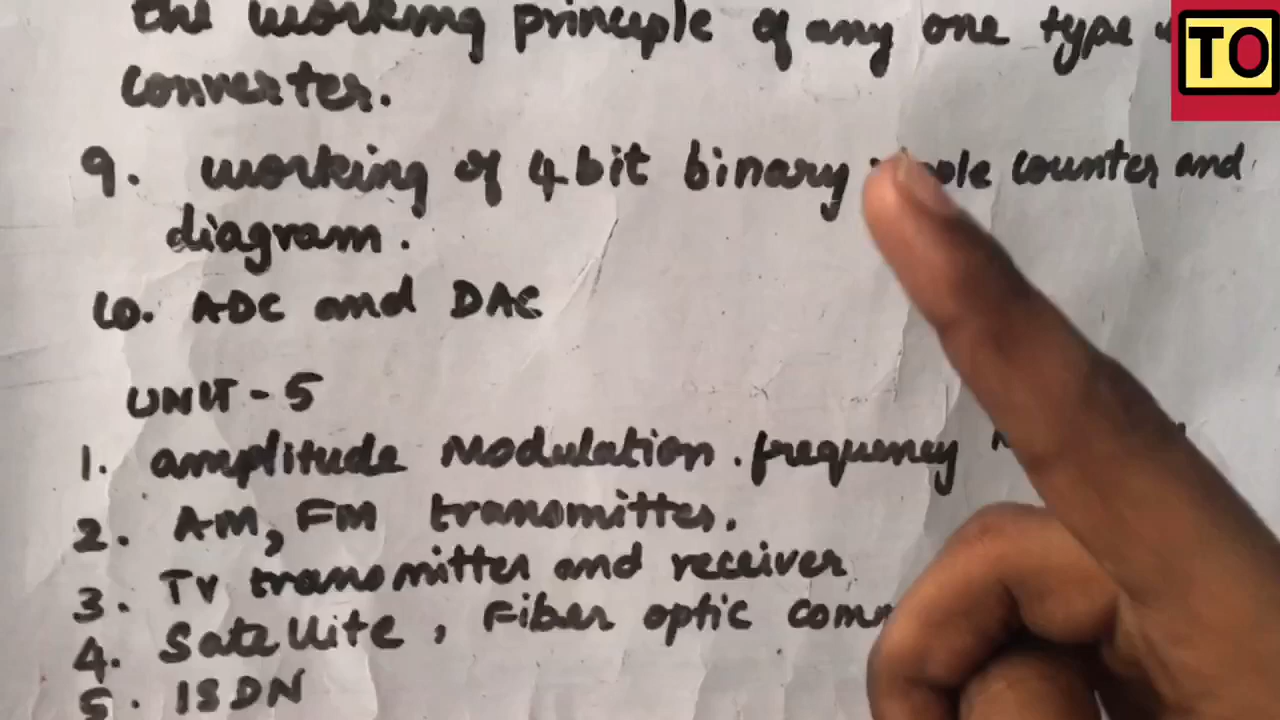 the working principle of any one type
TO
converter.
9. working of 4 bit binary counter and
diagram.
10. ADC and DAC
UNIT - 5
1. amplitude modulation. frequency
2. AM, FM transmitter.
3. TV transmitter and receiver
4. Satellite, Fiber optic comm
5. ISDN